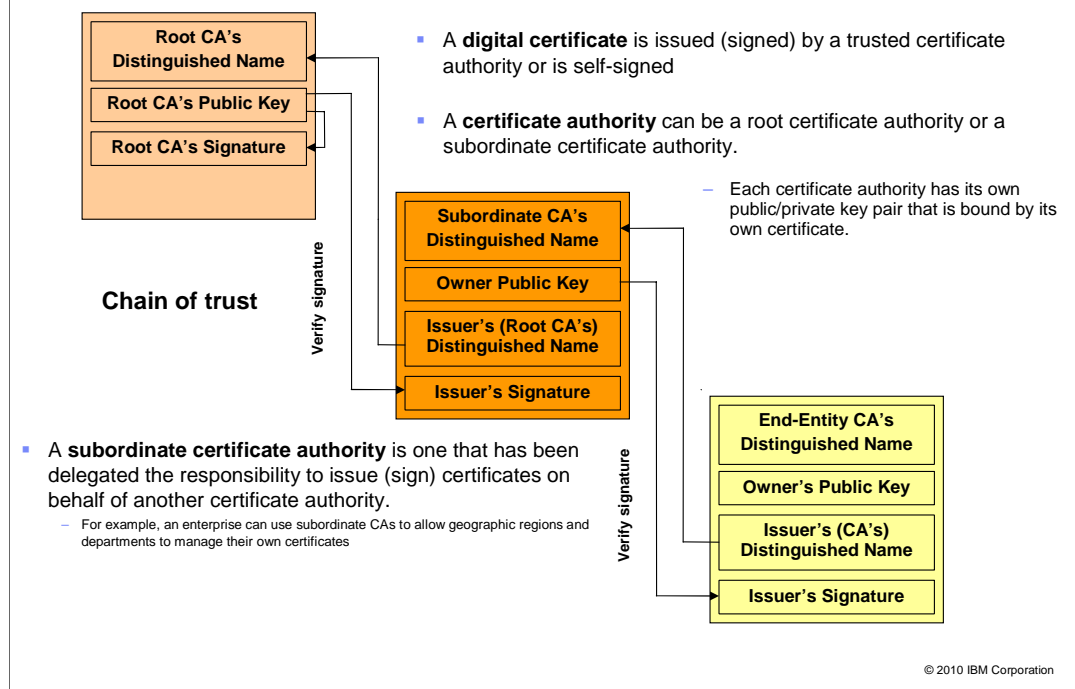 Root CA's
Distinguished Name
Root CA's Public Key
Root CA's Signature
▪ A digital certificate is issued (signed) by a trusted certificate
authority or is self-signed
▪ A certificate authority can be a root certificate authority or a
subordinate certificate authority.
– Each certificate authority has its own
public/private key pair that is bound by its
own certificate.
Chain of trust
Verify signature
Subordinate CA's
Distinguished Name
Owner Public Key
Issuer's (Root CA's)
Distinguished Name
Issuer's Signature
▪ A subordinate certificate authority is one that has been
delegated the responsibility to issue (sign) certificates on
behalf of another certificate authority.
– For example, an enterprise can use subordinate CAs to allow geographic regions and
departments to manage their own certificates
Verify signature
End-Entity CA's
Distinguished Name
Owner's Public Key
Issuer's (CA's)
Distinguished Name
Issuer's Signature
© 2010 IBM Corporation